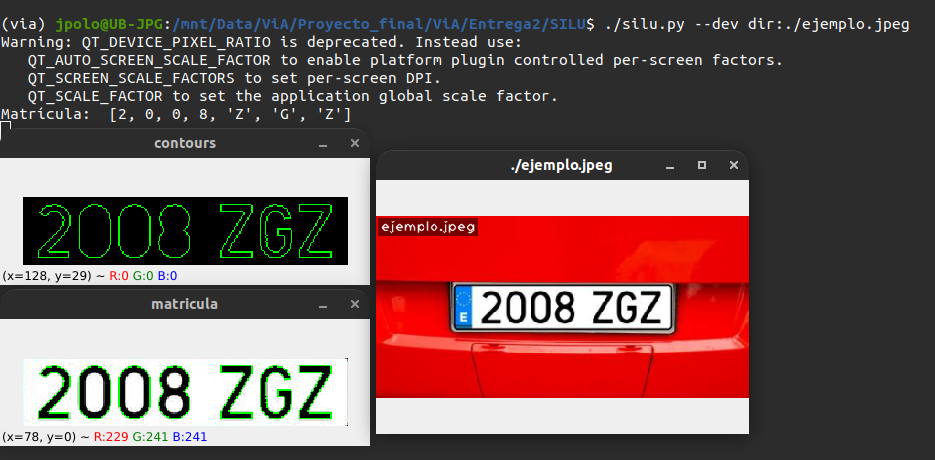 (via) jpolo@UB-JPG:/mnt/Data/ViA/Proyecto_final/ViA/Entrega2/SILU$ ./silu.py --dev dir:./ejemplo.jpeg
Warning: QT_DEVICE_PIXEL_RATIO is deprecated. Instead use:
   QT_AUTO_SCREEN_SCALE_FACTOR to enable platform plugin controlled per-screen factors.
   QT_SCREEN_SCALE_FACTORS to set per-screen DPI.
   QT_SCALE_FACTOR to set the application global scale factor.
Matrícula:  [2, 0, 0, 8, 'Z', 'G', 'Z']
contours
2008 ZGZ
(x=128, y=29) ~ R:0 G:0 B:0
matricula
2008 ZGZ
(x=78, y=0) ~ R:229 G:241 B:241
./ejemplo.jpeg
ejemplo.jpeg
E
2008 ZGZ